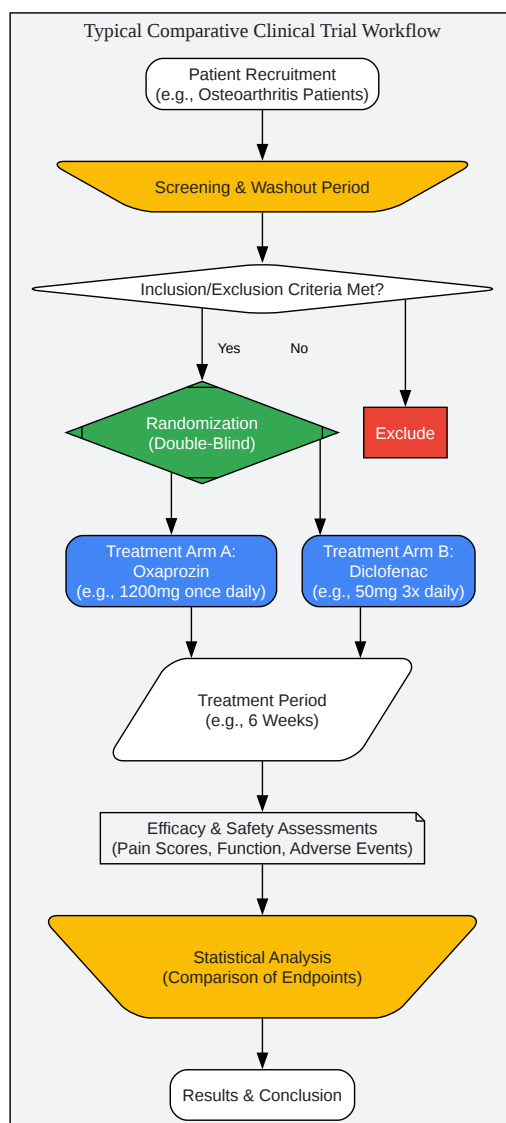 Typical Comparative Clinical Trial Workflow
Patient Recruitment
(e.g., Osteoarthritis Patients)
Screening & Washout Period
Inclusion/Exclusion Criteria Met?
Yes
No
Randomization
(Double-Blind)
Exclude
Treatment Arm A:
Oxaprozin
(e.g., 1200mg once daily)
Treatment Arm B:
Diclofenac
(e.g., 50mg 3x daily)
Treatment Period
(e.g., 6 Weeks)
Efficacy & Safety Assessments
(Pain Scores, Function, Adverse Events)
Statistical Analysis
(Comparison of Endpoints)
Results & Conclusion